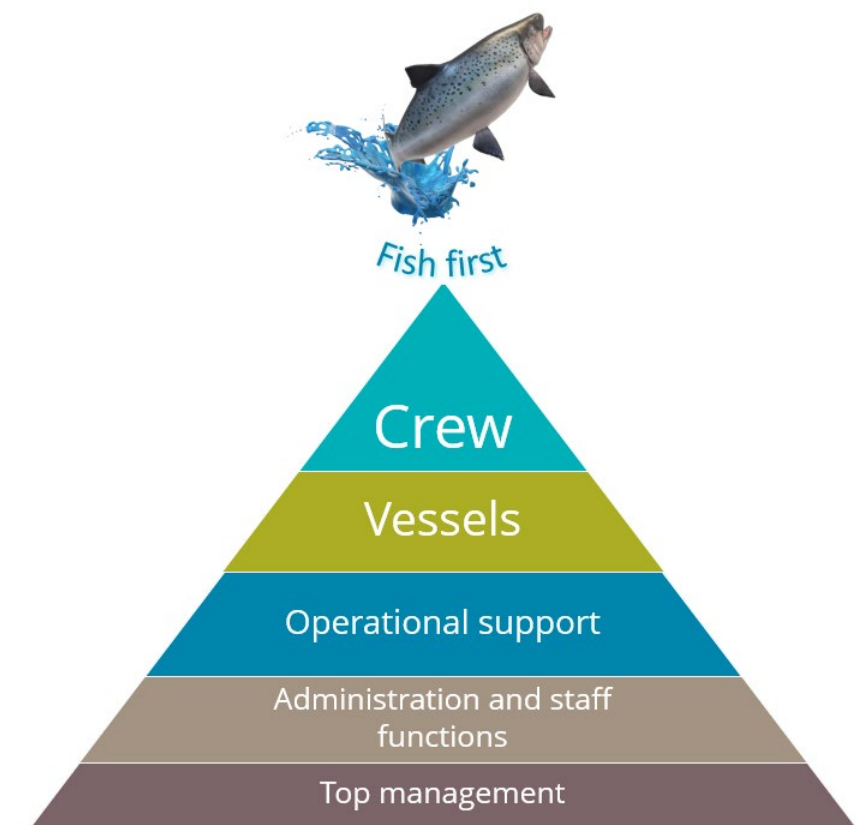 Fish first
Crew
Vessels
Operational support
Administration and staff
functions
Top management